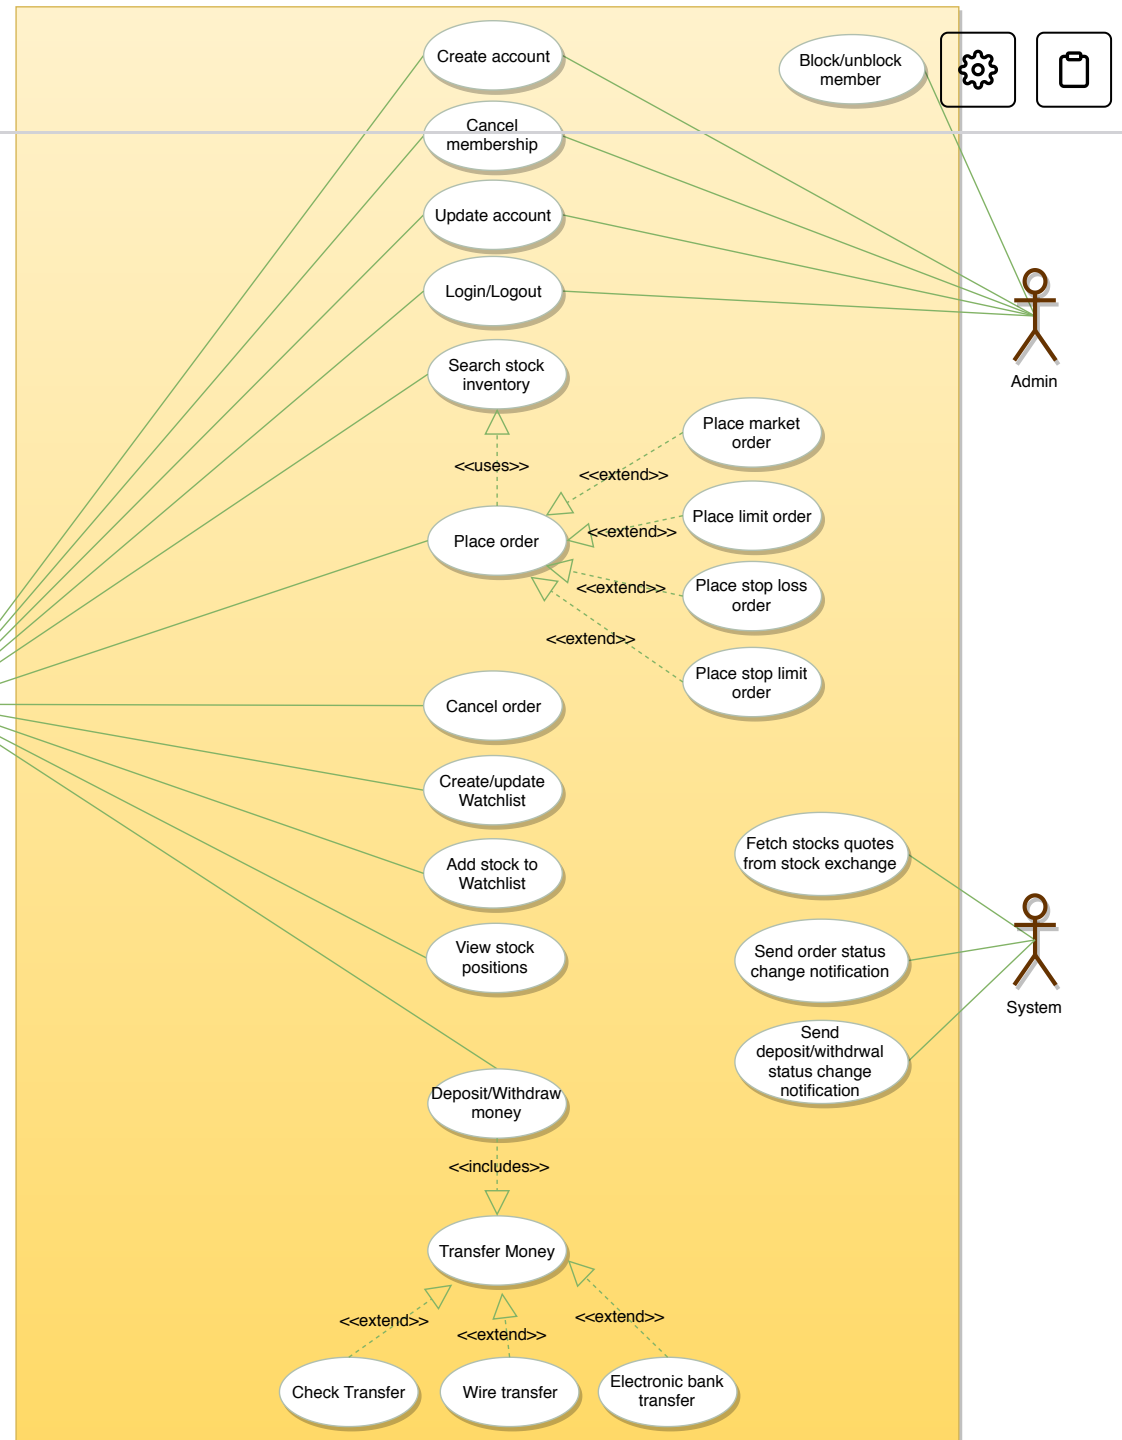 Create account
Block/unblock
member
Cancel
membership
Update account
Login/Logout
Admin
Search stock
inventory
<<uses>>
Place market
order
<<extend>>
Place limit order
<<extend>>
Place order
Place stop loss
order
<<extend>>
<<extend>>
Place stop limit
order
Cancel order
Create/update
Watchlist
Add stock to
Watchlist
View stock
positions
Fetch stocks quotes
from stock exchange
Send order status
change notification
System
Send
deposit/withdrwal
status change
notification
Deposit/Withdraw
money
<<includes>>
Transfer Money
<<extend>>
<<extend>>
<<extend>>
Check Transfer
Wire transfer
Electronic bank
transfer